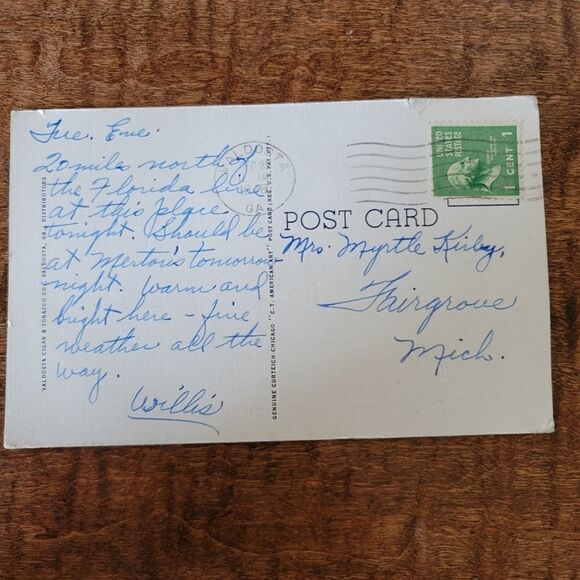 Tue. Eve.
20 miles north of
the Florida line
at this place
tonight. Should be
at Merton's tomorrow
night. Warm and
bright here - fine
weather all the
way.
Willis
VALDOSTA CIGAR & TOBACCO CO., VALDOSTA, GA., DISTRIBUTORS
VALDOSTA
GA.
GENUINE CURTEICH-CHICAGO "C.T. AMERICAN ART" POST CARD (REG. U.S. PAT. OFF.)
UNITED
STATES
POSTAGE
1 CENT 1
POST CARD
Mrs. Myrtle Kirby,
Fairgrove
Mich.